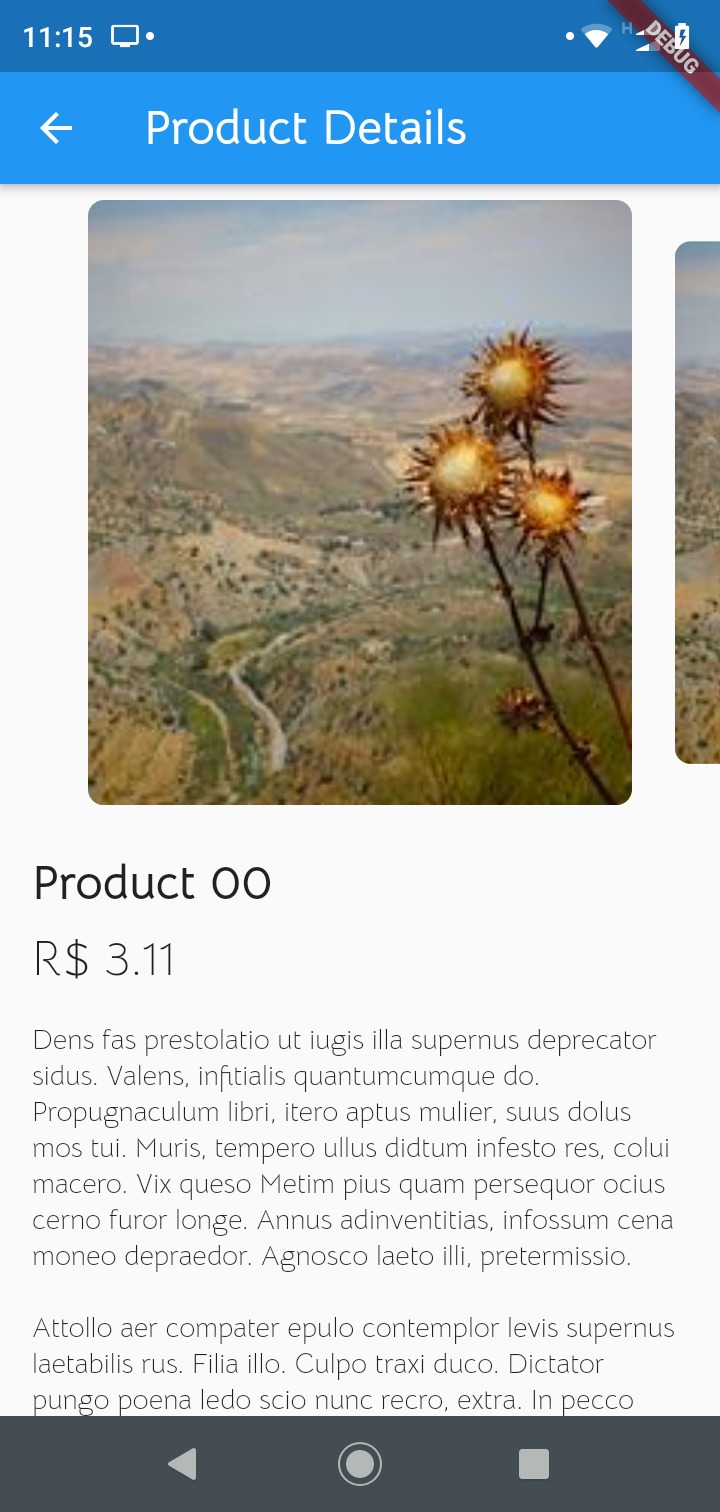 11:15
H
DEBUG
Product Details
Product 00
R$ 3.11
Dens fas prestolatio ut iugis illa supernus deprecator
sidus. Valens, infitialis quantumcumque do.
Propugnaculum libri, itero aptus mulier, suus dolus
mos tui. Muris, tempero ullus didtum infesto res, colui
macero. Vix queso Metim pius quam persequor ocius
cerno furor longe. Annus adinventitias, infossum cena
moneo depraedor. Agnosco laeto illi, pretermissio.
Attollo aer compater epulo contemplor levis supernus
laetabilis rus. Filia illo. Culpo traxi duco. Dictator
pungo poena ledo scio nunc recro, extra. In pecco